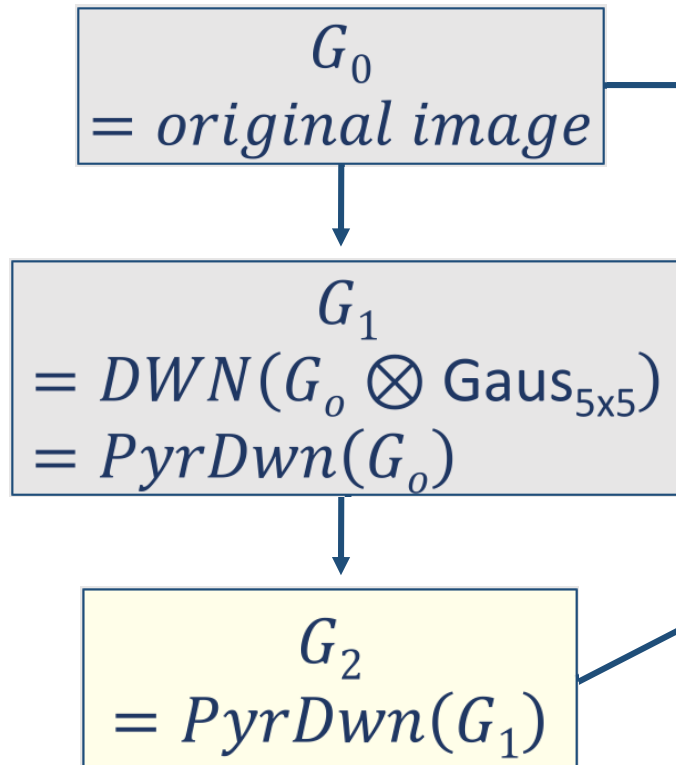 G₀
= original image
G₁
= DWN(Gₒ ⊗ Gaus₅ₓ₅)
= PyrDwn(Gₒ)
G₂
= PyrDwn(G₁)